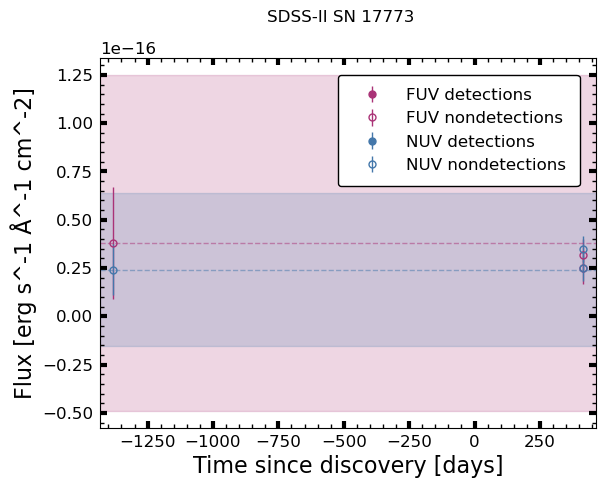 SDSS-II SN 17773
1e−16
1.25
1.00
0.75
0.50
0.25
0.00
−0.25
−0.50
Flux [erg s^-1 Å^-1 cm^-2]
FUV detections
FUV nondetections
NUV detections
NUV nondetections
−1250 −1000 −750 −500 −250 0 250
Time since discovery [days]